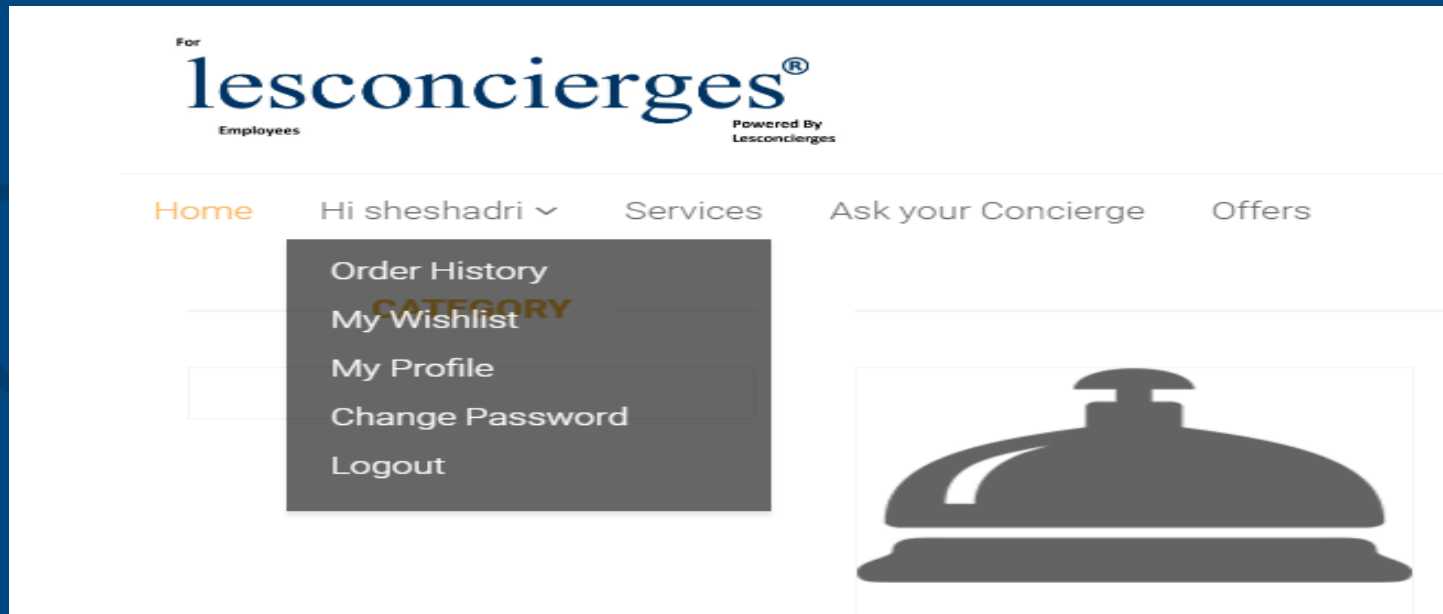 For
lesconcierges®
Employees
Powered By
Lesconcierges
Home Hi sheshadri Services Ask your Concierge Offers
Order History
CATEGORY
My Wishlist
My Profile
Change Password
Logout